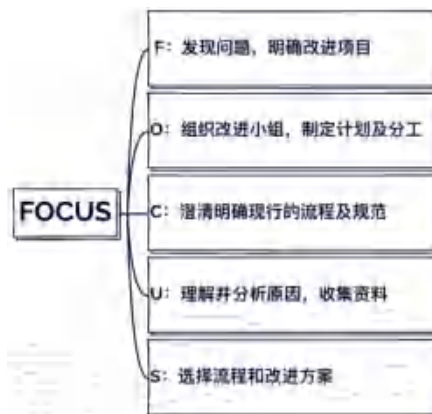 F：发现问题，明确改进项目
O：组织改进小组，制定计划及分工
FOCUS
C：澄清明确现行的流程及规范
U：理解并分析原因，收集资料
S：选择流程和改进方案